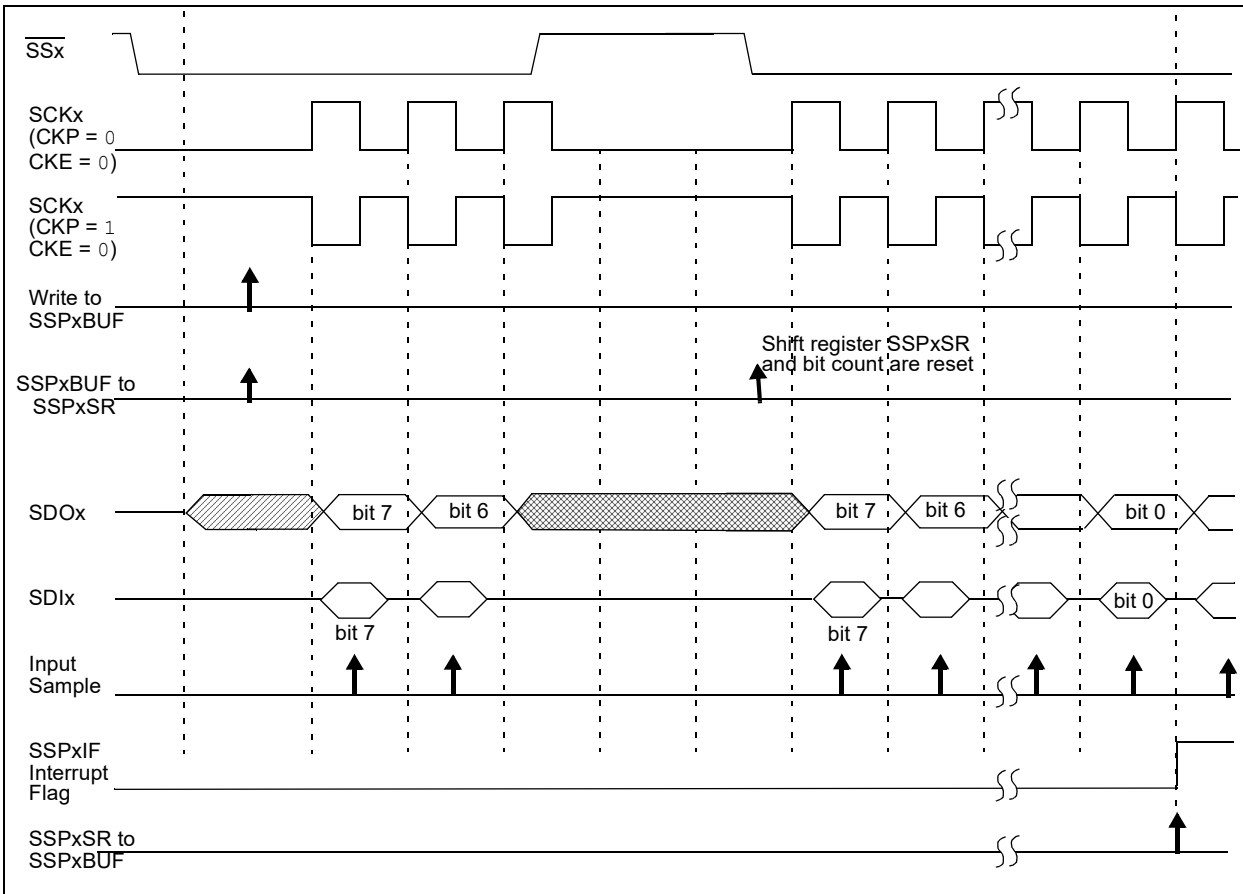 SSx
SCKx
(CKP = 0
CKE = 0)
SCKx
(CKP = 1
CKE = 0)
Write to
SSPxBUF
Shift register SSPxSR
and bit count are reset
SSPxBUF to
SSPxSR
SDOx
bit 7
bit 6
bit 7
bit 6
bit 0
SDIx
bit 0
bit 7
bit 7
Input
Sample
SSPxIF
Interrupt
Flag
SSPxSR to
SSPxBUF